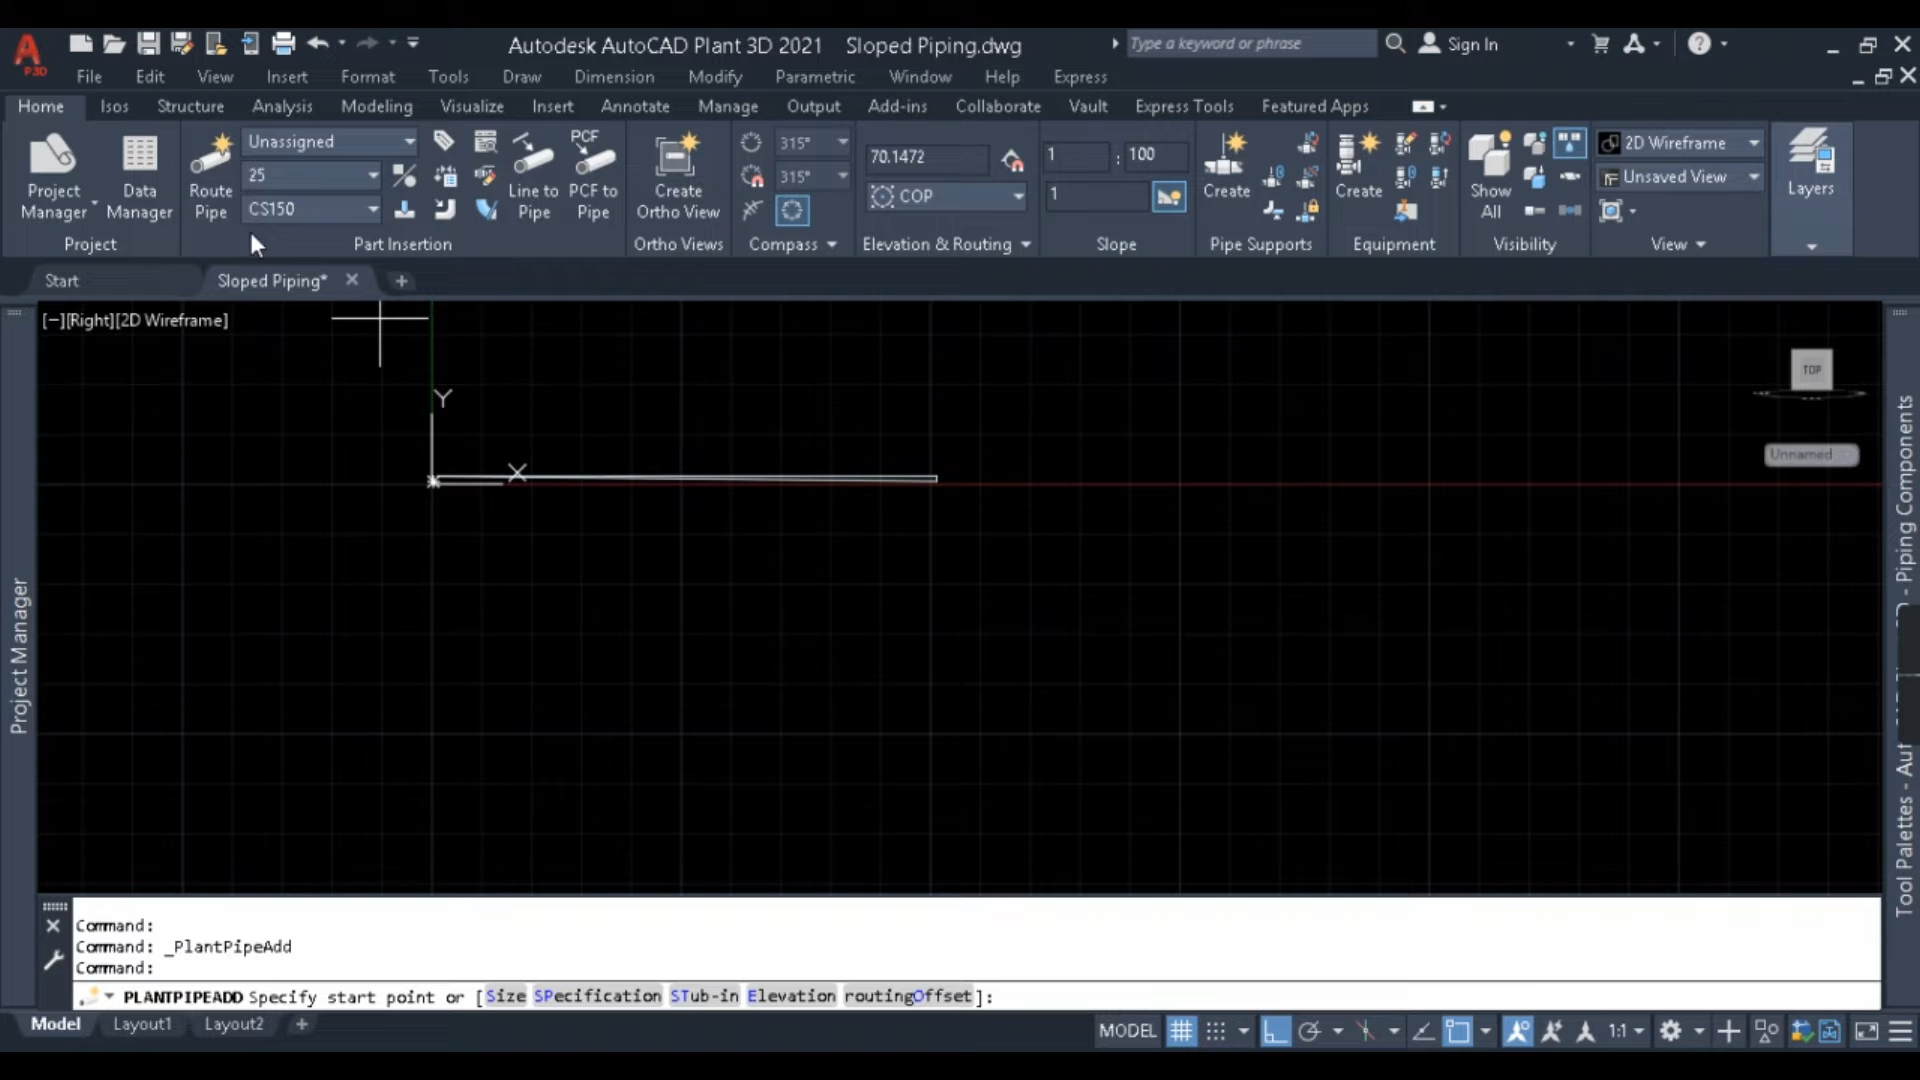 Autodesk AutoCAD Plant 3D 2021 Sloped Piping.dwg Type a keyword or phrase Sign In
P3D
File Edit View Insert Format Tools Draw Dimension Modify Parametric Window Help Express
Home Isos Structure Analysis Modeling Visualize Insert Annotate Manage Output Add-ins Collaborate Vault Express Tools Featured Apps
Unassigned
PCF
315°
70.1472
1 : 100
2D Wireframe
25
315°
Unsaved View
Project Manager
Data Manager
Route Pipe
Line to Pipe
PCF to Pipe
Create Ortho View
COP
1
Create
Create
Show All
Layers
CS150
Project Part Insertion Ortho Views Compass Elevation & Routing Slope Pipe Supports Equipment Visibility View
Start Sloped Piping*
[−][Right][2D Wireframe]
TOP
Y
X
Unnamed
Project Manager
- Piping Components
Tool Palettes - Aut
Command:
Command: _PlantPipeAdd
Command:
PLANTPIPEADD Specify start point or [Size SPecification STub-in Elevation routingOffset]:
Model Layout1 Layout2 +
MODEL 1:1